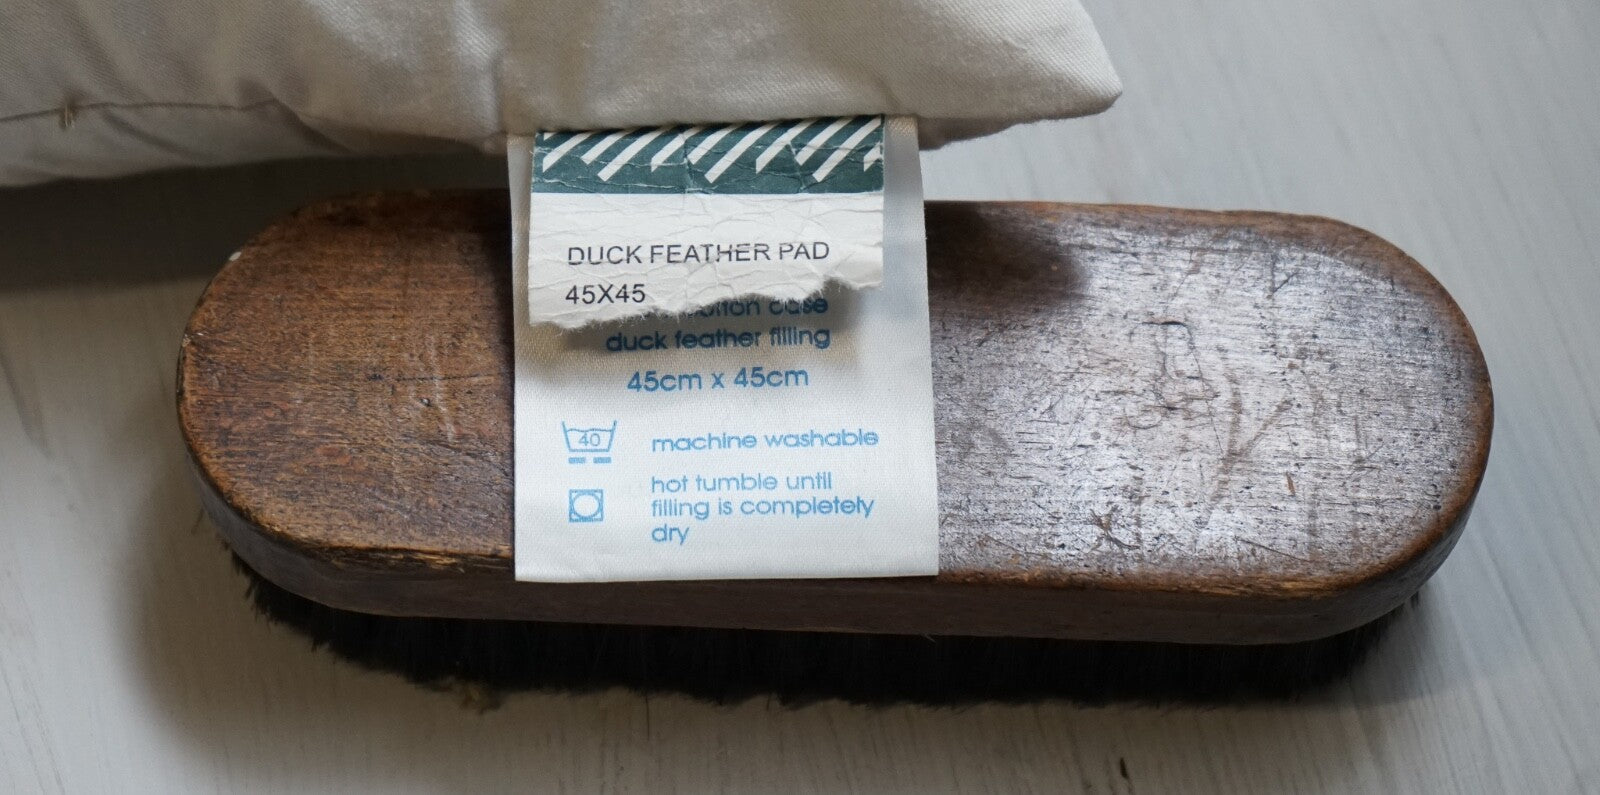 DUCK FEATHER PAD
45X45
case
duck feather filling
45cm x 45cm
40
machine washable
hot tumble until
filling is completely
dry